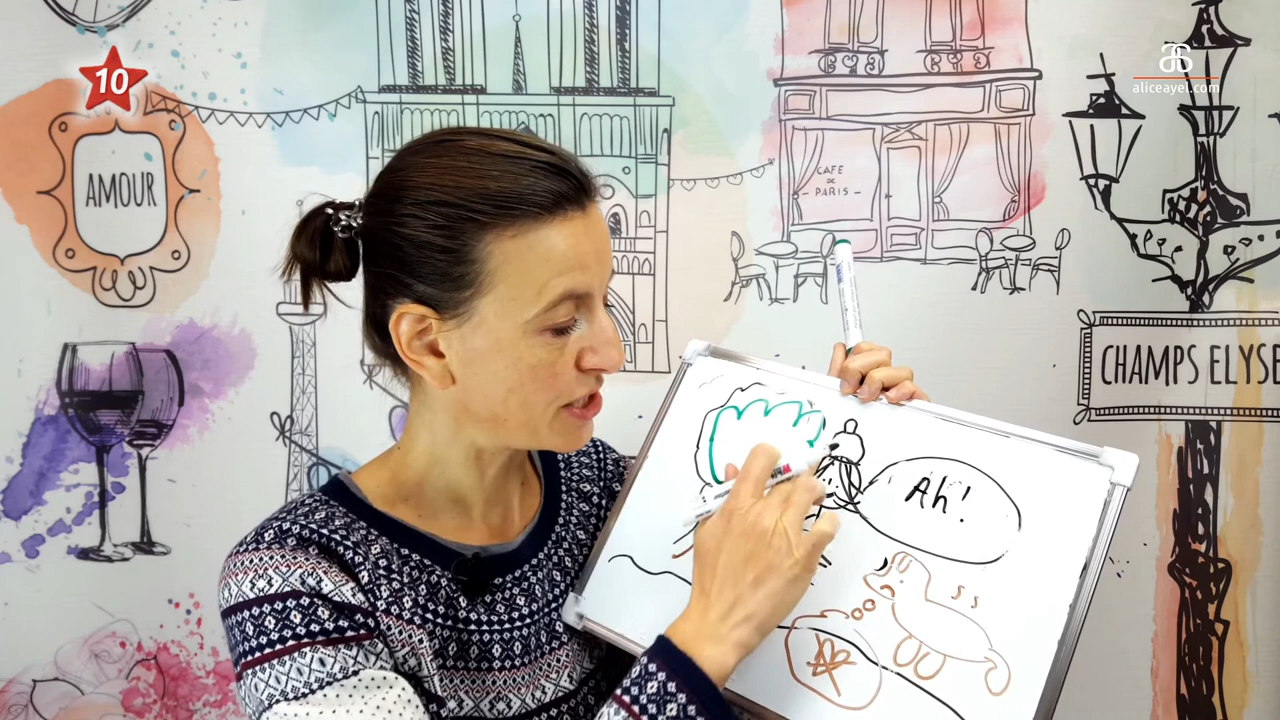 10
aliceayel.com
AMOUR
CAFE
DE
- PARIS -
CHAMPS ELYSE
Ah!